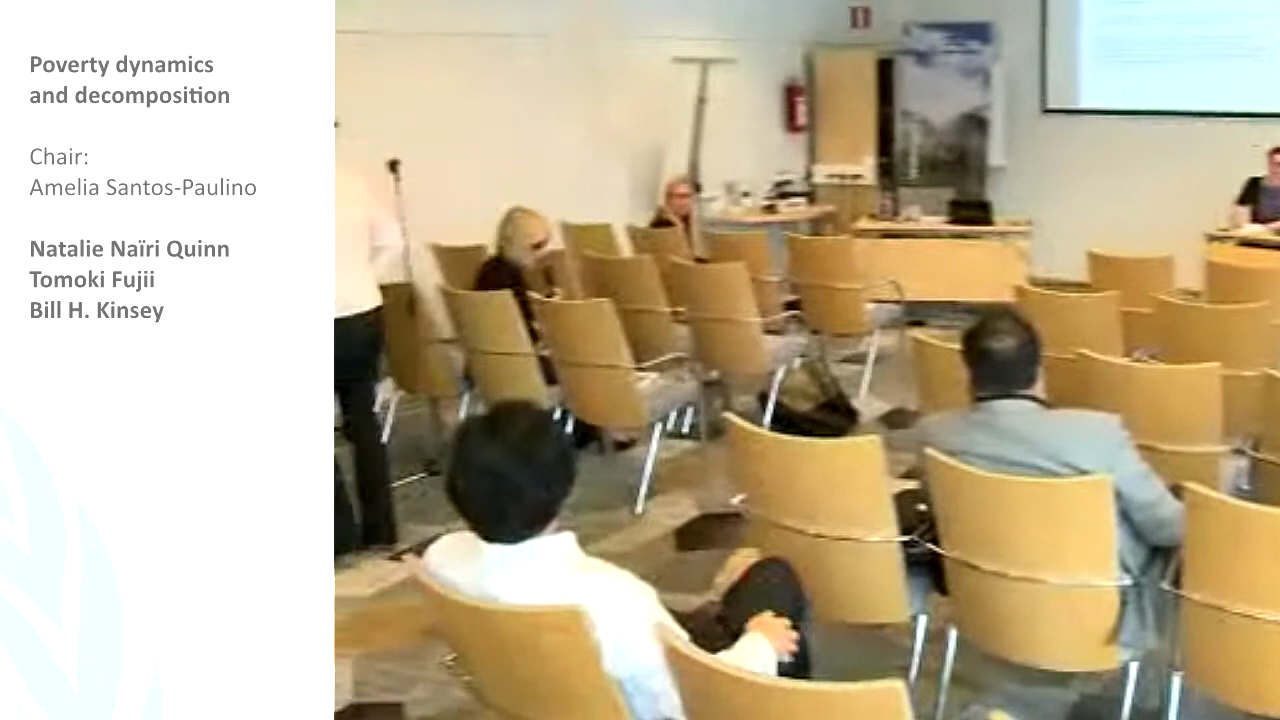 Poverty dynamics
and decomposition
Chair:
Amelia Santos-Paulino
Natalie Naïri Quinn
Tomoki Fujii
Bill H. Kinsey